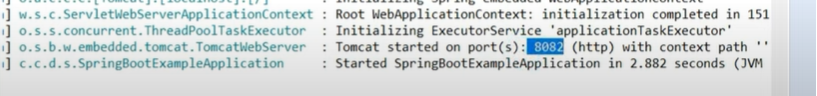 w.s.c.ServletWebServerApplicationContext : Root WebApplicationContext: initialization completed in 151
o.s.s.concurrent.ThreadPoolTaskExecutor : Initializing ExecutorService 'applicationTaskExecutor'
o.s.b.w.embedded.tomcat.TomcatWebServer : Tomcat started on port(s): 8082 (http) with context path ''
c.c.d.s.SpringBootExampleApplication : Started SpringBootExampleApplication in 2.882 seconds (JVM